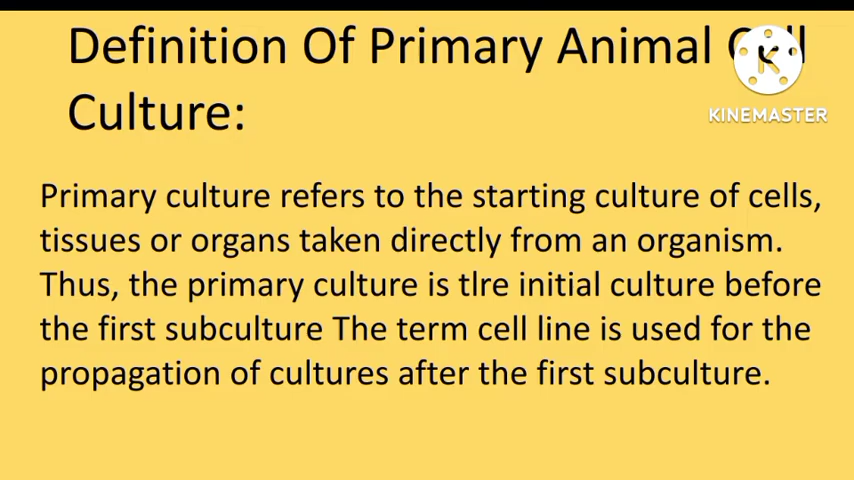 Definition Of Primary Animal Cell
Culture:
KINEMASTER
Primary culture refers to the starting culture of cells,
tissues or organs taken directly from an organism.
Thus, the primary culture is tlre initial culture before
the first subculture The term cell line is used for the
propagation of cultures after the first subculture.